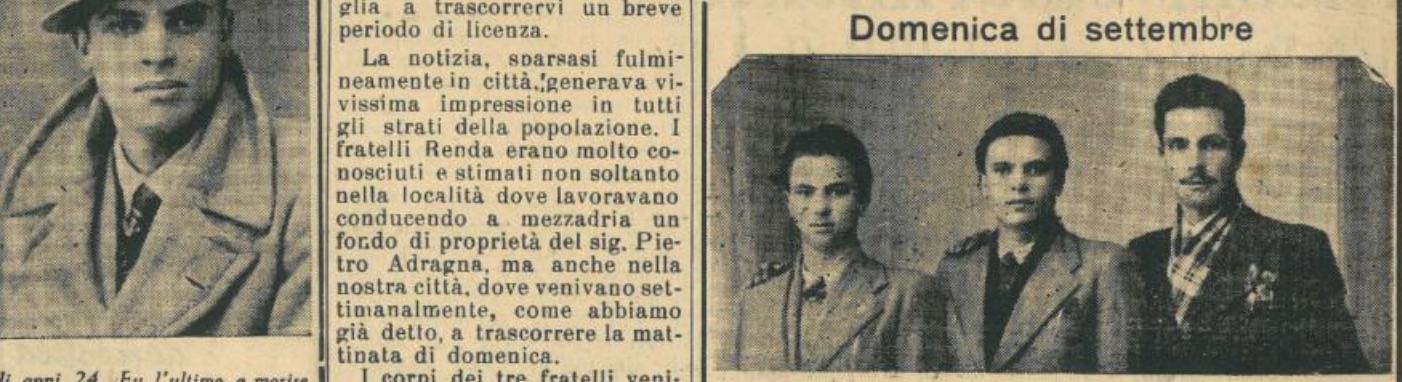 glia a trascorrervi un breve
periodo di licenza.
La notizia, sparsasi fulmi-
neamente in città, generava vi-
vissima impressione in tutti
gli strati della popolazione. I
fratelli Renda erano molto co-
nosciuti e stimati non soltanto
nella località dove lavoravano
conducendo a mezzadria un
fondo di proprietà del sig. Pie-
tro Adragna, ma anche nella
nostra città, dove venivano set-
timanalmente, come abbiamo
già detto, a trascorrere la mat-
tinata di domenica.
I corpi dei tre fratelli veni-
Domenica di settembre
di anni 24. Fu l'ultimo a morire